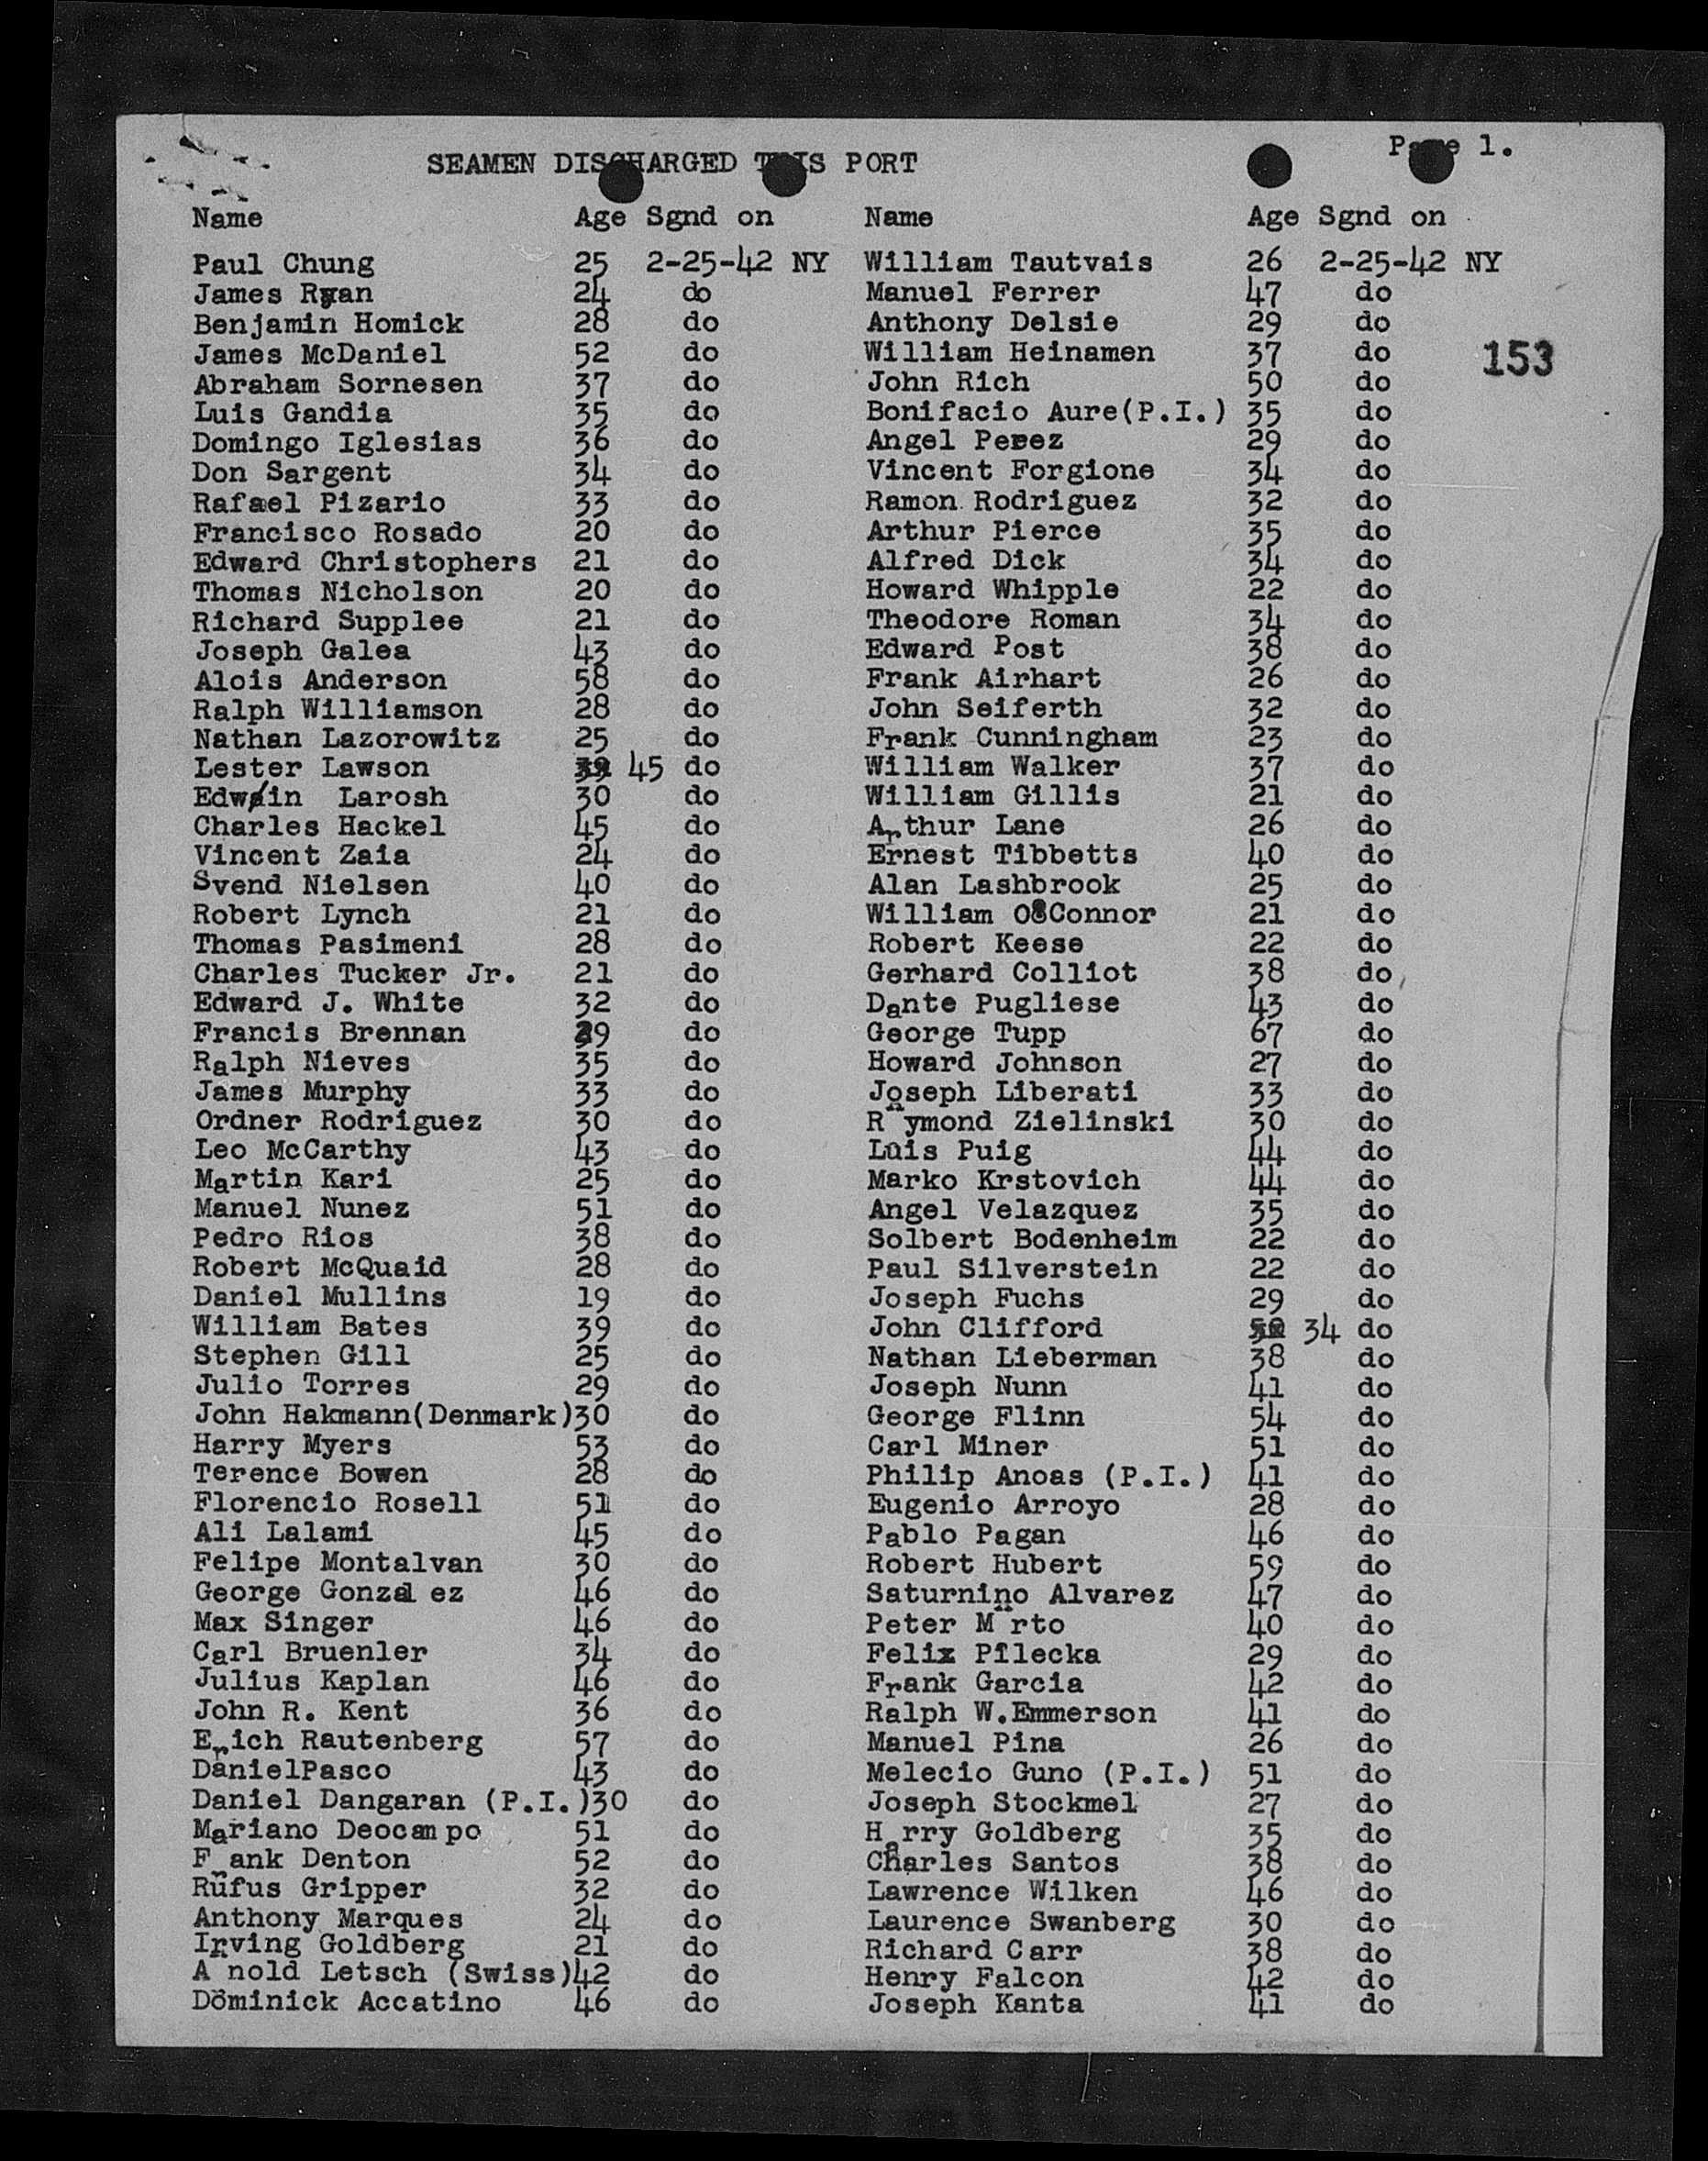 Page 1.
SEAMEN DISCHARGED THIS PORT
Name Age Sgnd on Name Age Sgnd on
Paul Chung 25 2-25-42 NY William Tautvais 26 2-25-42 NY
James Ryan 24 do Manuel Ferrer 47 do
Benjamin Homick 28 do Anthony Delsie 29 do
James McDaniel 52 do William Heinamen 37 do
153
Abraham Sornesen 37 do John Rich 50 do
Luis Gandia 35 do Bonifacio Aure(P.I.) 35 do
Domingo Iglesias 36 do Angel Perez 29 do
Don Sargent 34 do Vincent Forgione 34 do
Rafael Pizario 33 do Ramon Rodriguez 32 do
Francisco Rosado 20 do Arthur Pierce 35 do
Edward Christophers 21 do Alfred Dick 34 do
Thomas Nicholson 20 do Howard Whipple 22 do
Richard Supplee 21 do Theodore Roman 34 do
Joseph Galea 43 do Edward Post 38 do
Alois Anderson 58 do Frank Airhart 26 do
Ralph Williamson 28 do John Seiferth 32 do
Nathan Lazorowitz 25 do Frank Cunningham 23 do
Lester Lawson 45 do William Walker 37 do
Edwin Larosh 30 do William Gillis 21 do
Charles Hackel 45 do Arthur Lane 26 do
Vincent Zaia 24 do Ernest Tibbetts 40 do
Svend Nielsen 40 do Alan Lashbrook 25 do
Robert Lynch 21 do William O'Connor 21 do
Thomas Pasimeni 28 do Robert Keese 22 do
Charles Tucker Jr. 21 do Gerhard Colliot 38 do
Edward J. White 32 do Dante Pugliese 43 do
Francis Brennan 39 do George Tupp 67 do
Ralph Nieves 35 do Howard Johnson 27 do
James Murphy 33 do Joseph Liberati 33 do
Ordner Rodriguez 30 do Raymond Zielinski 30 do
Leo McCarthy 43 do Luis Puig 44 do
Martin Kari 25 do Marko Krstovich 44 do
Manuel Nunez 51 do Angel Velazquez 35 do
Pedro Rios 38 do Solbert Bodenheim 22 do
Robert McQuaid 28 do Paul Silverstein 22 do
Daniel Mullins 19 do Joseph Fuchs 29 do
William Bates 39 do John Clifford 34 do
Stephen Gill 25 do Nathan Lieberman 38 do
Julio Torres 29 do Joseph Nunn 41 do
John Hakmann(Denmark)30 do George Flinn 54 do
Harry Myers 53 do Carl Miner 51 do
Terence Bowen 28 do Philip Anoas (P.I.) 41 do
Florencio Rosell 51 do Eugenio Arroyo 28 do
Ali Lalami 45 do Pablo Pagan 46 do
Felipe Montalvan 30 do Robert Hubert 59 do
George Gonzalez 46 do Saturnino Alvarez 47 do
Max Singer 46 do Peter Marto 40 do
Carl Bruenler 34 do Felix Pilecka 29 do
Julius Kaplan 46 do Frank Garcia 42 do
John R. Kent 36 do Ralph W.Emmerson 41 do
Erich Rautenberg 57 do Manuel Pina 26 do
DanielPasco 43 do Melecio Guno (P.I.) 51 do
Daniel Dangaran (P.I.)30 do Joseph Stockmel 27 do
Mariano Deocampo 51 do Harry Goldberg 35 do
Frank Denton 52 do Charles Santos 38 do
Rufus Gripper 32 do Lawrence Wilken 46 do
Anthony Marques 24 do Laurence Swanberg 30 do
Irving Goldberg 21 do Richard Carr 38 do
Arnold Letsch (Swiss)42 do Henry Falcon 42 do
Dominick Accatino 46 do Joseph Kanta 41 do